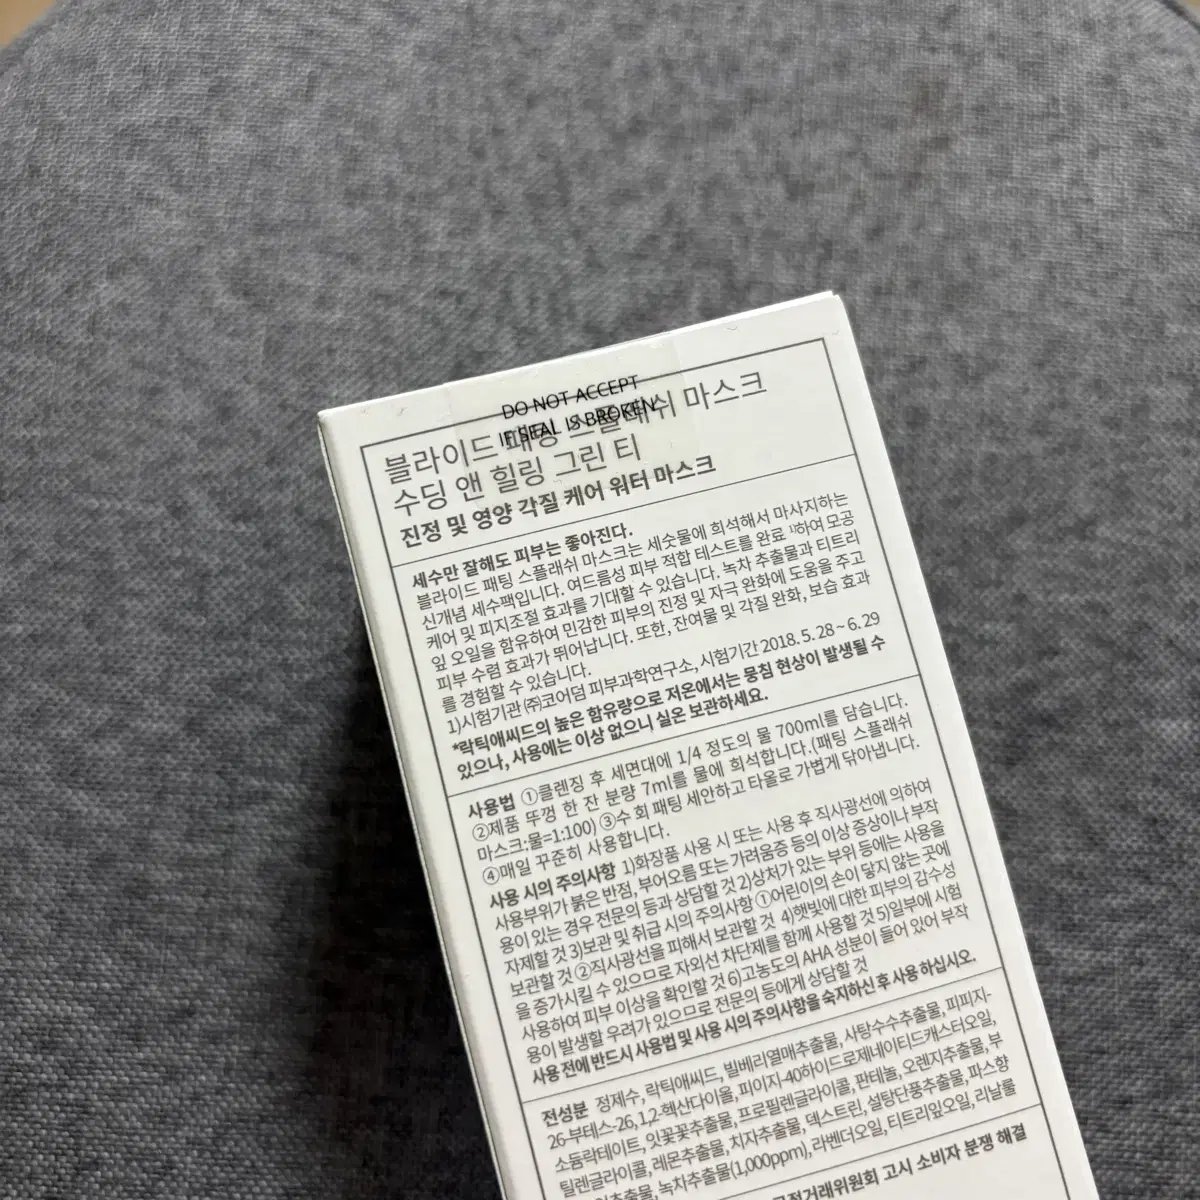 DO NOT ACCEPT
IF SEAL IS BROKEN
블라이드 패팅 스플래쉬 마스크
수딩 앤 힐링 그린 티
진정 및 영양 각질 케어 워터 마스크
세수만 잘해도 피부는 좋아진다.
블라이드 패팅 스플래쉬 마스크는 세숫물에 희석해서 마사지하는
신개념 세수팩입니다. 여드름성 피부 적합 테스트를 완료 1)하여 모공
케어 및 피지조절 효과를 기대할 수 있습니다. 녹차 추출물과 티트리
잎 오일을 함유하여 민감한 피부의 진정 및 자극 완화에 도움을 주고
피부 수렴 효과가 뛰어납니다. 또한, 잔여물 및 각질 완화, 보습 효과
를 경험할 수 있습니다.
1)시험기관 ㈜코어덤 피부과학연구소, 시험기간 2018. 5. 28 ~ 6. 29
*락틱애씨드의 높은 함유량으로 저온에서는 뭉침 현상이 발생될 수
있으나, 사용에는 이상 없으니 실온 보관하세요.
사용법 ①클렌징 후 세면대에 1/4 정도의 물 700ml를 담습니다.
②제품 뚜껑 한 잔 분량 7ml를 물에 희석합니다.(패팅 스플래쉬
마스크:물=1:100) ③수 회 패팅 세안하고 타올로 가볍게 닦아냅니다.
④매일 꾸준히 사용합니다.
사용 시의 주의사항 1)화장품 사용 시 또는 사용 후 직사광선에 의하여
사용부위가 붉은 반점, 부어오름 또는 가려움증 등의 이상 증상이나 부작
용이 있는 경우 전문의 등과 상담할 것 2)상처가 있는 부위 등에는 사용을
자제할 것 3)보관 및 취급 시의 주의사항 ①어린이의 손이 닿지 않는 곳에
보관할 것 ②직사광선을 피해서 보관할 것 4)햇빛에 대한 피부의 감수성
을 증가시킬 수 있으므로 자외선 차단제를 함께 사용할 것 5)일부에 시험
사용하여 피부 이상을 확인할 것 6)고농도의 AHA 성분이 들어 있어 부작
용이 발생할 우려가 있으므로 전문의 등에게 상담할 것
사용 전에 반드시 사용법 및 사용 시의 주의사항을 숙지하신 후 사용 하십시오.
전성분 정제수, 락틱애씨드, 빌베리열매추출물, 사탕수수추출물, 피피지-
26-부테스-26, 1,2-헥산다이올, 피이지-40하이드로제네이티드캐스터오일,
소듐락테이트, 잇꽃꽃추출물, 프로필렌글라이콜, 판테놀, 오렌지추출물, 부
틸렌글라이콜, 레몬추출물, 치자추출물, 덱스트린, 설탕단풍추출물, 파스향
녹차추출물(1,000ppm), 라벤더오일, 티트리잎오일, 리날룰
고시 소비자 분쟁 해결